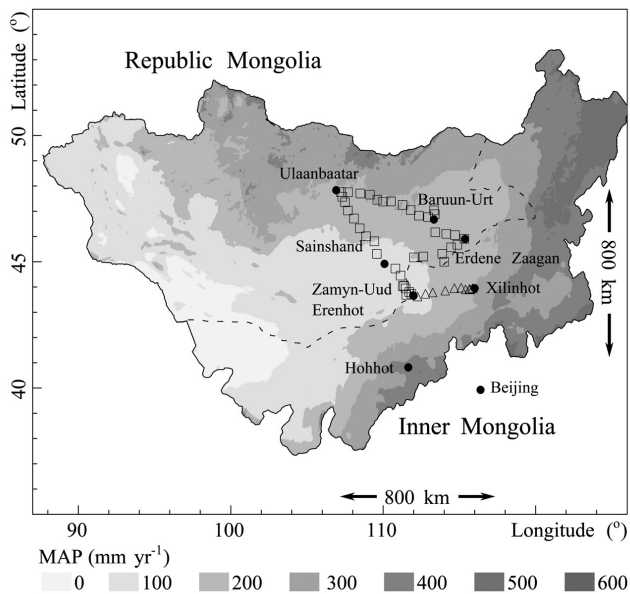 Latitude (°)
Republic Mongolia
50
Ulaanbaatar
Baruun-Urt
Sainshand
45
Erdene Zaagan
Zamyn-Uud
Xilinhot
Erenhot
800 km
Hohhot
40
Beijing
Inner Mongolia
800 km
90 100 110 Longitude (°)
MAP (mm yr-1)
0 100 200 300 400 500 600